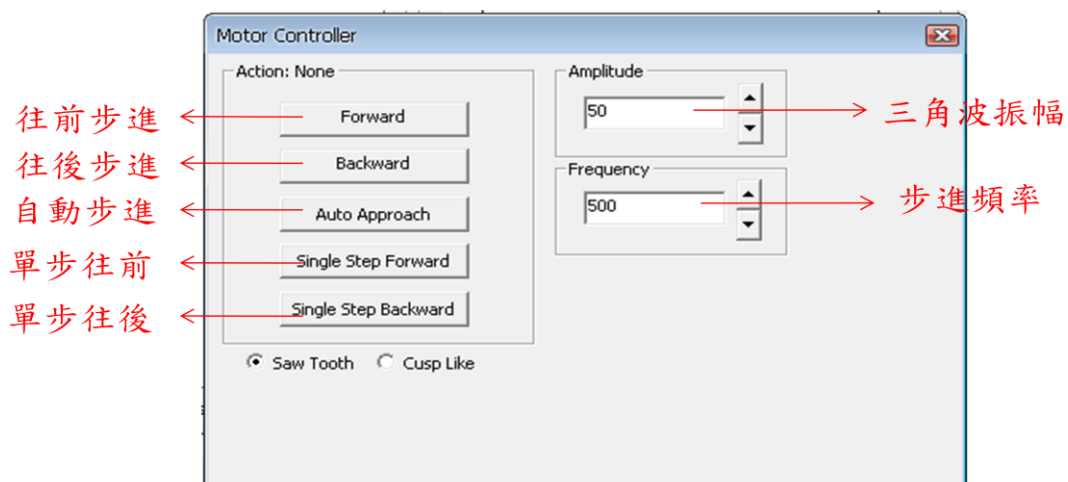 Motor Controller
Action: None
往前步進
Forward
往後步進
Backward
自動步進
Auto Approach
單步往前
Single Step Forward
單步往後
Single Step Backward
Saw Tooth
Cusp Like
Amplitude
50
三角波振幅
Frequency
500
步進頻率